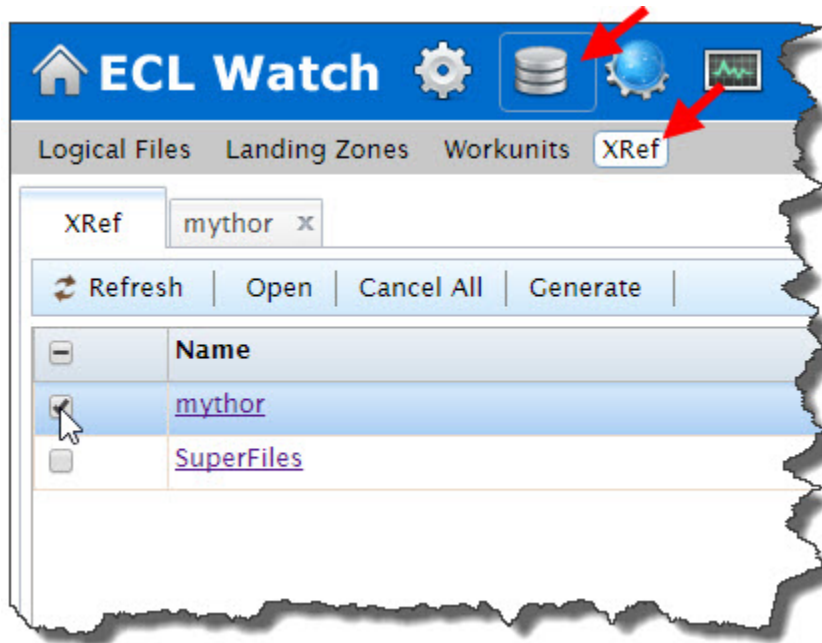 ECL Watch
Logical Files Landing Zones Workunits XRef
XRef mythor x
Refresh Open Cancel All Generate
Name
mythor
SuperFiles